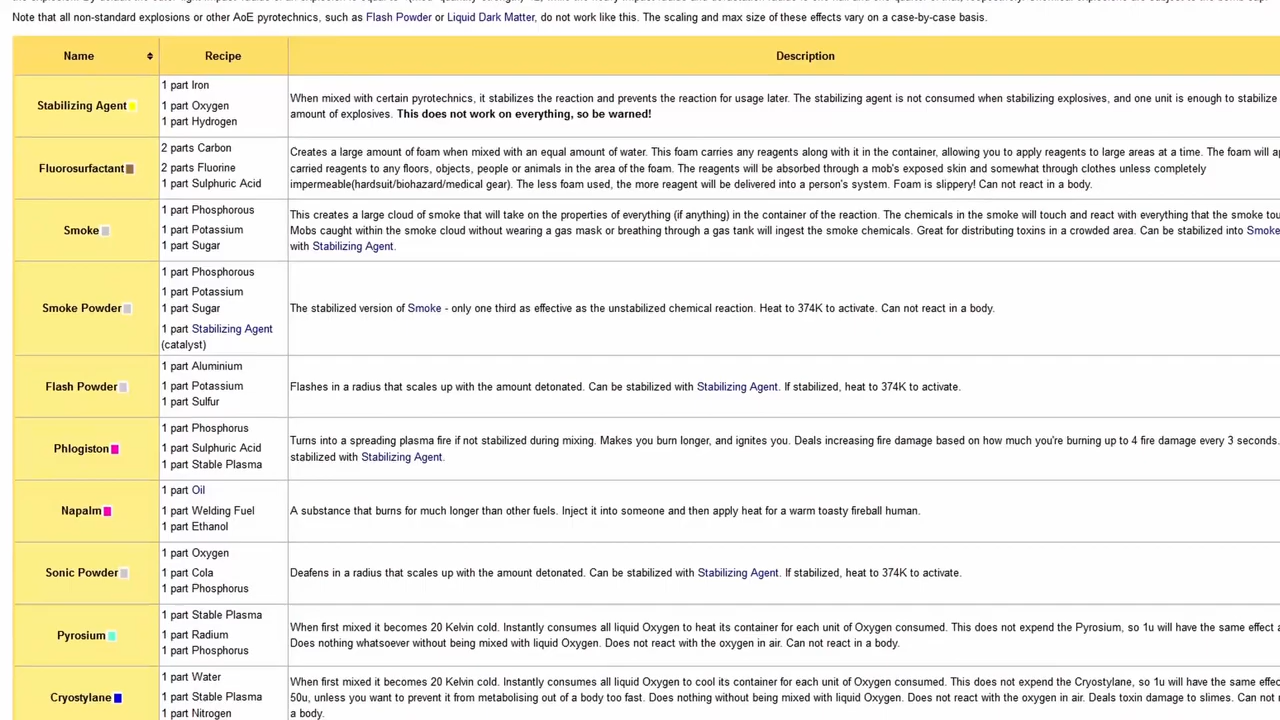 Note that all non-standard explosions or other AoE pyrotechnics, such as Flash Powder or Liquid Dark Matter, do not work like this. The scaling and max size of these effects vary on a case-by-case basis.
Name Recipe Description
Stabilizing Agent
1 part Iron
1 part Oxygen
1 part Hydrogen
When mixed with certain pyrotechnics, it stabilizes the reaction and prevents the reaction for usage later. The stabilizing agent is not consumed when stabilizing explosives, and one unit is enough to stabilize
amount of explosives. This does not work on everything, so be warned!
Fluorosurfactant
2 parts Carbon
2 parts Fluorine
1 part Sulphuric Acid
Creates a large amount of foam when mixed with an equal amount of water. This foam carries any reagents along with it in the container, allowing you to apply reagents to large areas at a time. The foam will
carried reagents to any floors, objects, people or animals in the area of the foam. The reagents will be absorbed through a mob's exposed skin and somewhat through clothes unless completely
impermeable(hardsuit/biohazard/medical gear). The less foam used, the more reagent will be delivered into a person's system. Foam is slippery! Can not react in a body.
Smoke
1 part Phosphorous
1 part Potassium
1 part Sugar
This creates a large cloud of smoke that will take on the properties of everything (if anything) in the container of the reaction. The chemicals in the smoke will touch and react with everything that the smoke
Mobs caught within the smoke cloud without wearing a gas mask or breathing through a gas tank will ingest the smoke chemicals. Great for distributing toxins in a crowded area. Can be stabilized into Smoke
with Stabilizing Agent.
Smoke Powder
1 part Phosphorous
1 part Potassium
1 part Sugar
1 part Stabilizing Agent
(catalyst)
The stabilized version of Smoke - only one third as effective as the unstabilized chemical reaction. Heat to 374K to activate. Can not react in a body.
Flash Powder
1 part Aluminium
1 part Potassium
1 part Sulfur
Flashes in a radius that scales up with the amount detonated. Can be stabilized with Stabilizing Agent. If stabilized, heat to 374K to activate.
Phlogiston
1 part Phosphorus
1 part Sulphuric Acid
1 part Stable Plasma
Turns into a spreading plasma fire if not stabilized during mixing. Makes you burn longer, and ignites you. Deals increasing fire damage based on how much you're burning up to 4 fire damage every 3 seconds.
stabilized with Stabilizing Agent.
Napalm
1 part Oil
1 part Welding Fuel
1 part Ethanol
A substance that burns for much longer than other fuels. Inject it into someone and then apply heat for a warm toasty fireball human.
Sonic Powder
1 part Oxygen
1 part Cola
1 part Phosphorus
Deafens in a radius that scales up with the amount detonated. Can be stabilized with Stabilizing Agent. If stabilized, heat to 374K to activate.
Pyrosium
1 part Stable Plasma
1 part Radium
1 part Phosphorus
When first mixed it becomes 20 Kelvin cold. Instantly consumes all liquid Oxygen to heat its container for each unit of Oxygen consumed. This does not expend the Pyrosium, so 1u will have the same effect
Does nothing whatsoever without being mixed with liquid Oxygen. Does not react with the oxygen in air. Can not react in a body.
Cryostylane
1 part Water
1 part Stable Plasma
1 part Nitrogen
When first mixed it becomes 20 Kelvin cold. Instantly consumes all liquid Oxygen to cool its container for each unit of Oxygen consumed. This does not expend the Cryostylane, so 1u will have the same
50u, unless you want to prevent it from metabolising out of a body too fast. Does nothing without being mixed with liquid Oxygen. Does not react with the oxygen in air. Deals toxin damage to slimes. Can not
a body.